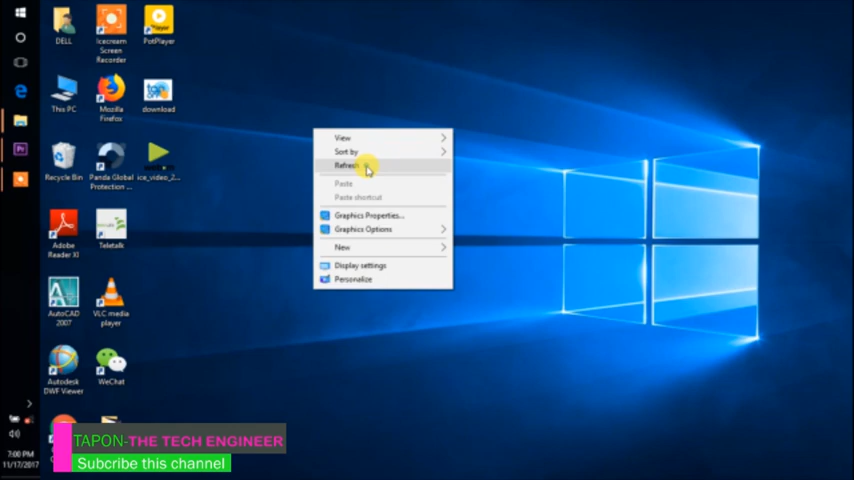 DELL
Icecream
Screen
Recorder
PotPlayer
This PC
Mozilla
Firefox
download
Recycle Bin
Panda Global
Protection ...
ice_video_2...
Adobe
Reader XI
Teletalk
AutoCAD
2007
VLC media
player
Autodesk
DWF Viewer
WeChat
View
Sort by
Refresh
Paste
Paste shortcut
Graphics Properties...
Graphics Options
New
Display settings
Personalize
7:00 PM
11/17/2017
TAPON-THE TECH ENGINEER
Subcribe this channel